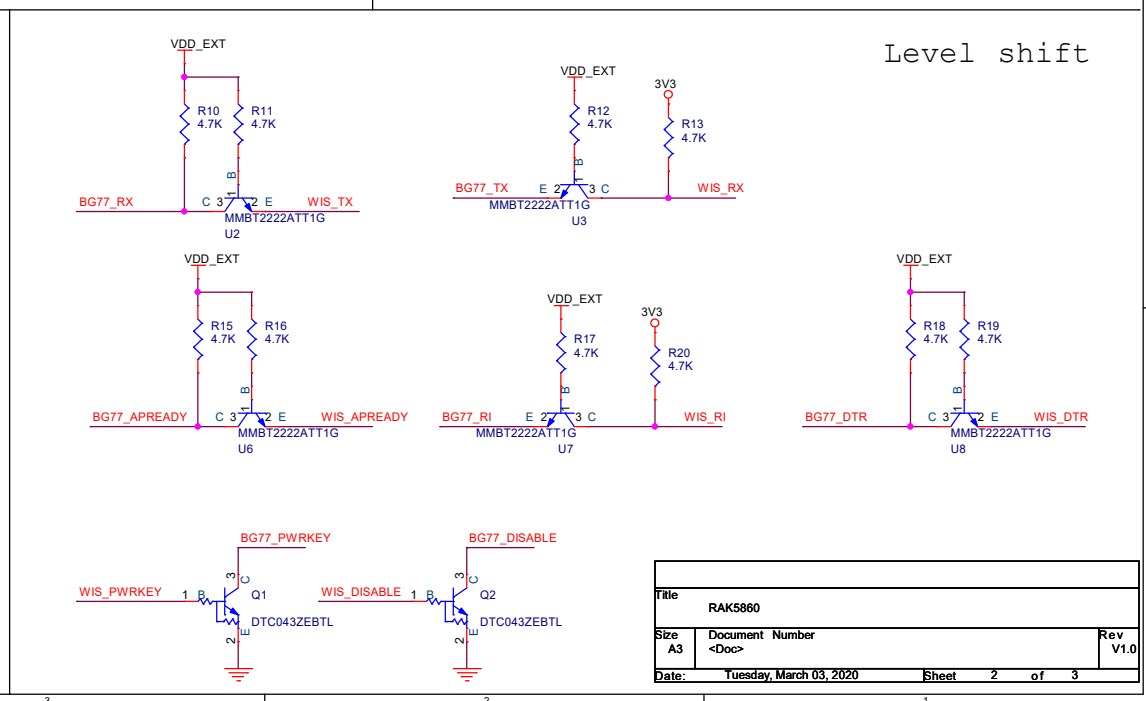 Level shift
VDD_EXT
R10
4.7K
R11
4.7K
B
1
BG77_RX
C 3
2 E
WIS_TX
MMBT2222ATT1G
U2
VDD_EXT
3V3
R12
4.7K
R13
4.7K
B
1
BG77_TX
E 2
3 C
WIS_RX
MMBT2222ATT1G
U3
VDD_EXT
R15
4.7K
R16
4.7K
B
1
BG77_APREADY
C 3
2 E
WIS_APREADY
MMBT2222ATT1G
U6
VDD_EXT
3V3
R17
4.7K
R20
4.7K
B
1
BG77_RI
E 2
3 C
WIS_RI
MMBT2222ATT1G
U7
VDD_EXT
R18
4.7K
R19
4.7K
B
1
BG77_DTR
C 3
2 E
WIS_DTR
MMBT2222ATT1G
U8
BG77_PWRKEY
3
C
WIS_PWRKEY
1 B
Q1
DTC043ZEBTL
2
E
BG77_DISABLE
3
C
WIS_DISABLE
1 B
Q2
DTC043ZEBTL
2
E
Title
RAK5860
Size
A3
Document Number
<Doc>
Rev
V1.0
Date: Tuesday, March 03, 2020 Sheet 2 of 3